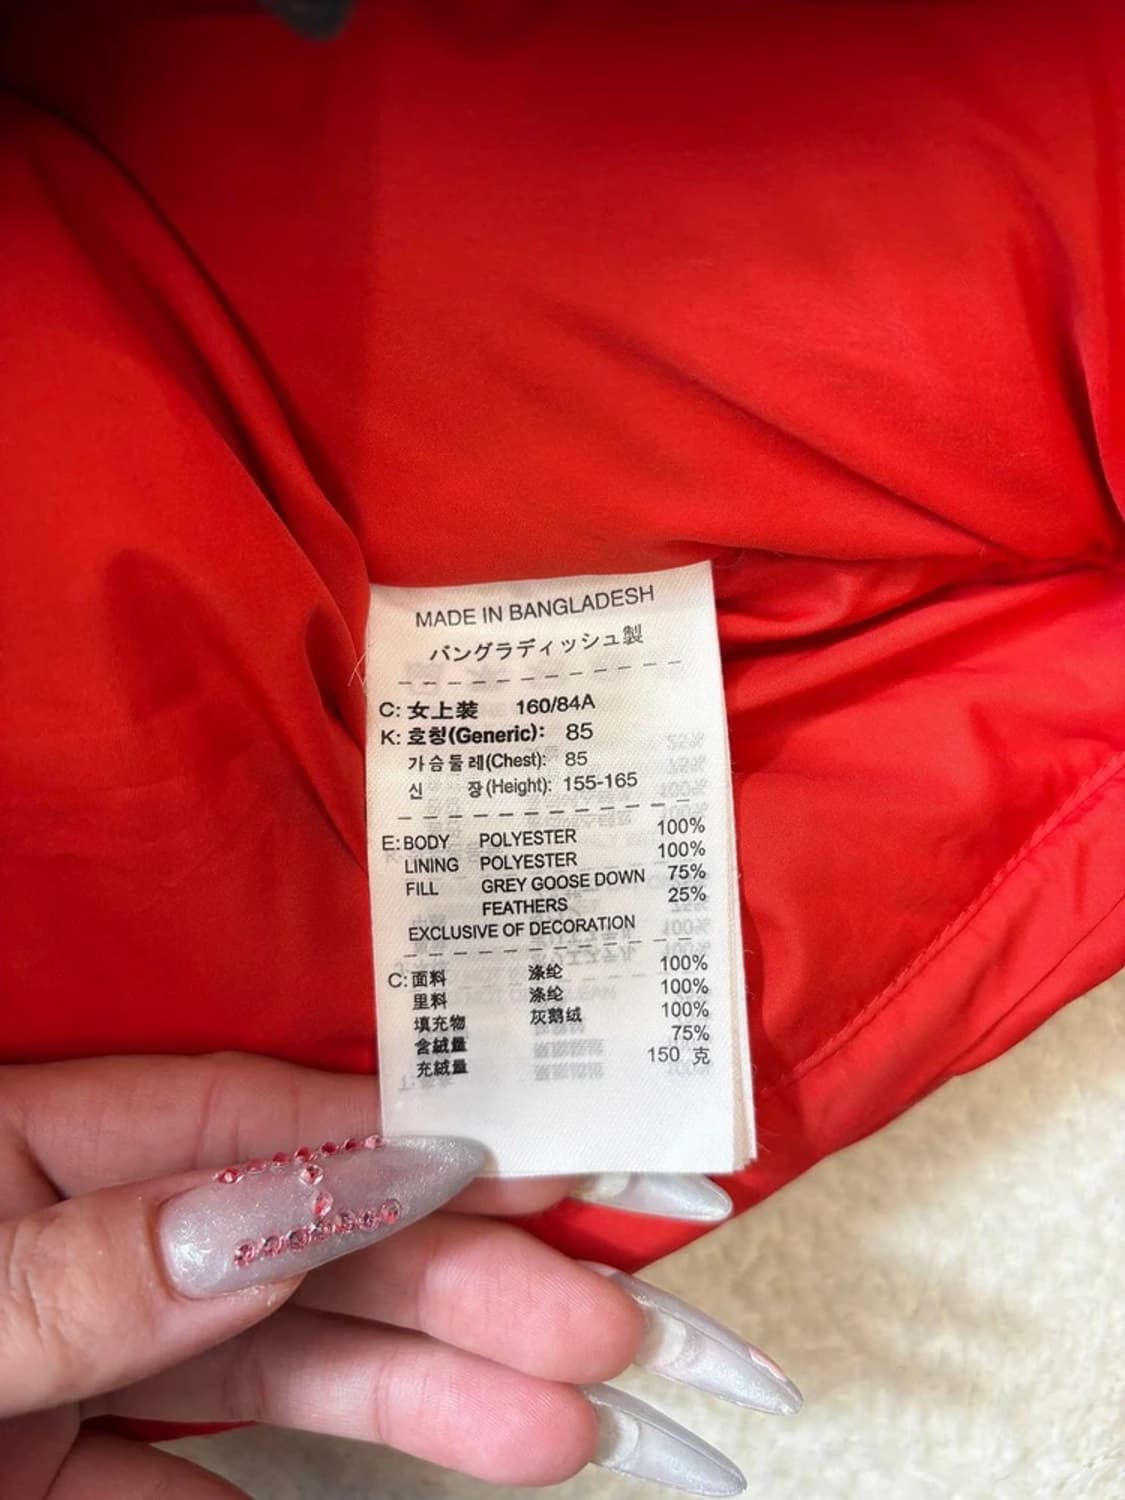 MADE IN BANGLADESH
バングラディッシュ製
C: 女上装 160/84A
K: 호칭(Generic): 85
가슴둘레(Chest): 85
신 장(Height): 155-165
E: BODY POLYESTER 100%
LINING POLYESTER 100%
FILL GREY GOOSE DOWN 75%
FEATHERS 25%
EXCLUSIVE OF DECORATION
C: 面料 涤纶 100%
里料 涤纶 100%
填充物 灰鹅绒 100%
含絨量 75%
充絨量 150 克